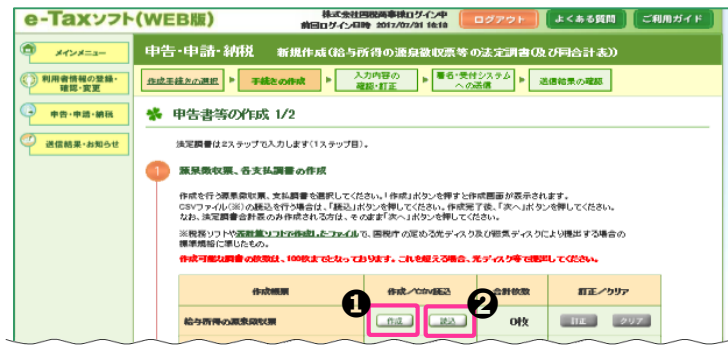 e-Taxソフト(WEB版)
株式会社国税商事様ログイン中
前回ログイン日時 2017/07/31 16:18
ログアウト
よくある質問
ご利用ガイド
メインメニュー
利用者情報の登録・
確認・変更
申告・申請・納税
送信結果・お知らせ
申告・申請・納税 新規作成(給与所得の源泉徴収票等の法定調書(及び同合計表))
作成手続きの選択
手続きの作成
入力内容の
確認・訂正
署名・受付システム
への送信
送信結果の確認
申告書等の作成 1/2
法定調書は2ステップで入力します(1ステップ目)。
1 源泉徴収票、各支払調書の作成
作成を行う源泉徴収票、支払調書を選択してください。「作成」ボタンを押すと作成画面が表示されます。
CSVファイル(※)の読込を行う場合は、「読込」ボタンを押してください。作成完了後、「次へ」ボタンを押してください。
なお、法定調書合計表のみ作成される方は、そのまま「次へ」ボタンを押してください。
※税務ソフトや表計算ソフトで作成したファイルで、国税庁の定める光ディスク及び磁気ディスクにより提出する場合の
標準規格に準じたもの。
作成可能な調書の枚数は、100枚までとなっております。これを超える場合、光ディスク等で提出してください。
作成帳票
作成/CSV読込
合計枚数
訂正/クリア
❶
❷
給与所得の源泉徴収票
作成
読込
0枚
訂正
クリア